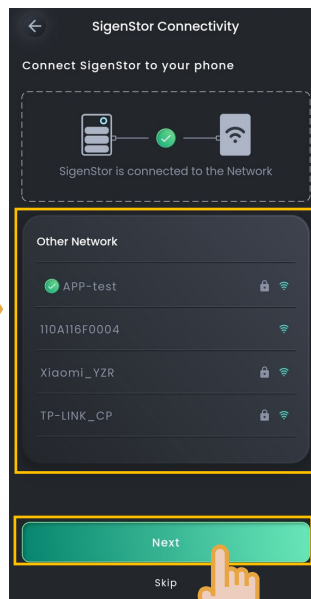 SigenStor Connectivity
Connect SigenStor to your phone
SigenStor is connected to the Network
Other Network
APP-test
110A116F0004
Xiaomi_YZR
TP-LINK_CP
Next
Skip